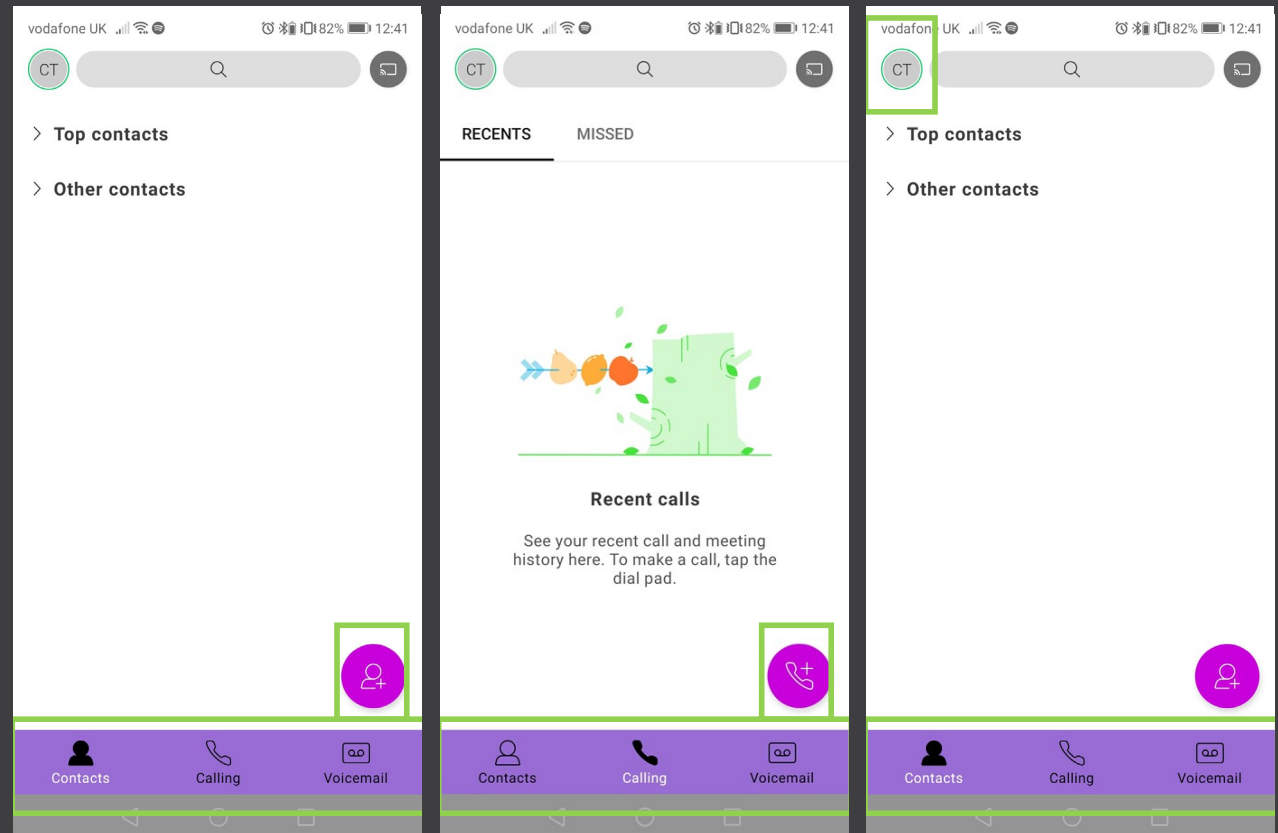 vodafone UK 82% 12:41
CT
Top contacts
Other contacts
Contacts Calling Voicemail
vodafone UK 82% 12:41
CT
RECENTS MISSED
Recent calls
See your recent call and meeting
history here. To make a call, tap the
dial pad.
Contacts Calling Voicemail
vodafone UK 82% 12:41
CT
Top contacts
Other contacts
Contacts Calling Voicemail